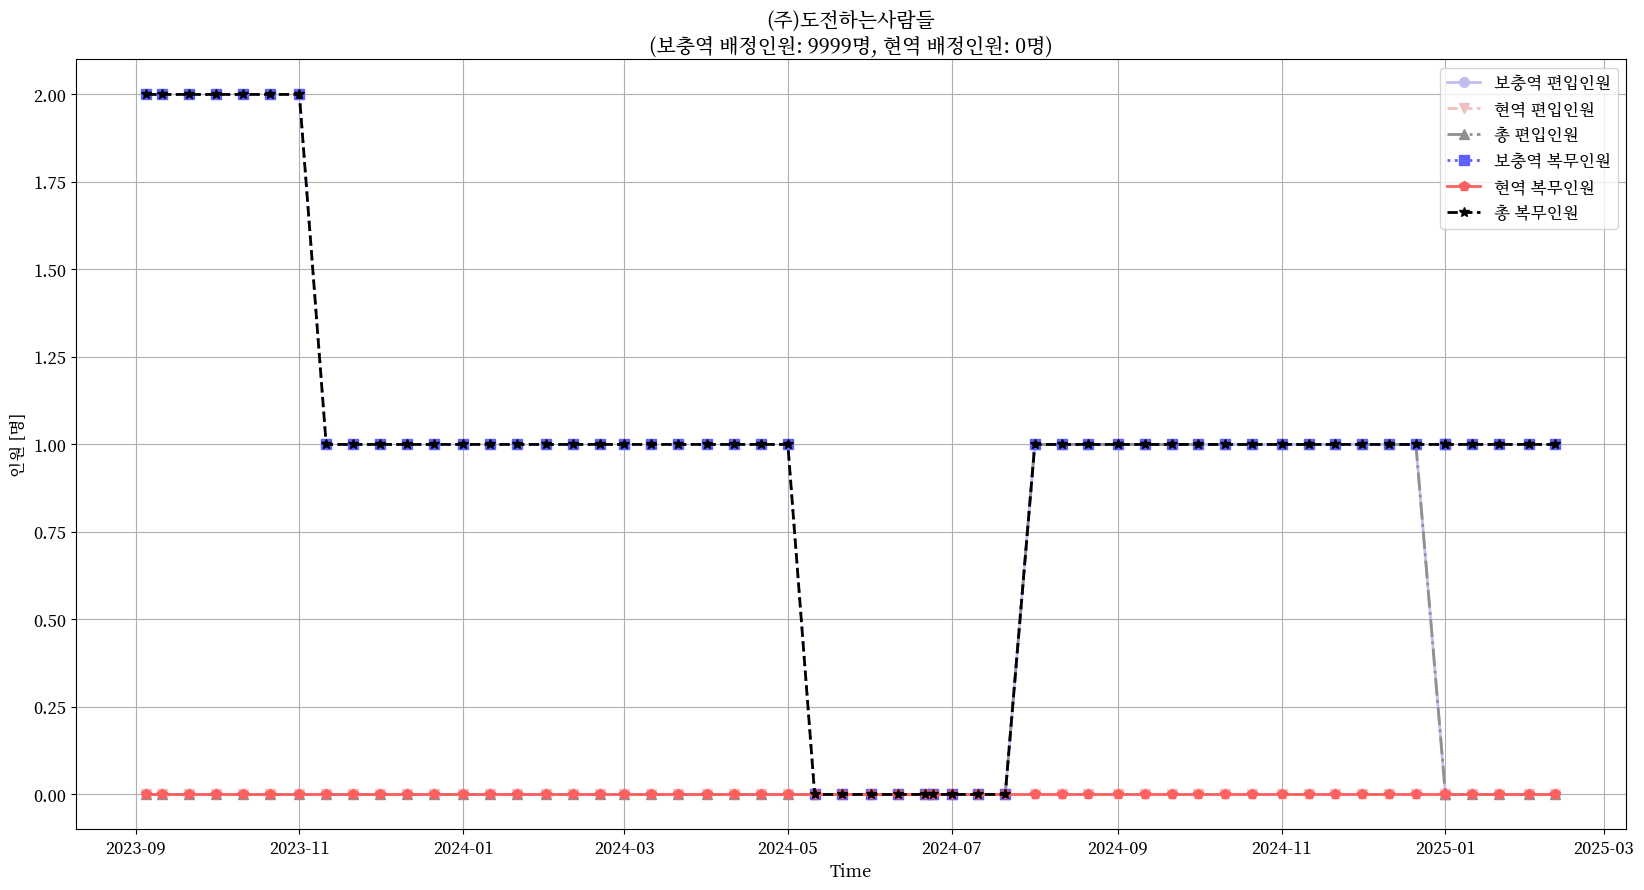 (주)도전하는사람들
(보충역 배정인원: 9999명, 현역 배정인원: 0명)
보충역 편입인원
현역 편입인원
총 편입인원
보충역 복무인원
현역 복무인원
총 복무인원
인원 [명]
2.00
1.75
1.50
1.25
1.00
0.75
0.50
0.25
0.00
2023-09 2023-11 2024-01 2024-03 2024-05 2024-07 2024-09 2024-11 2025-01 2025-03
Time